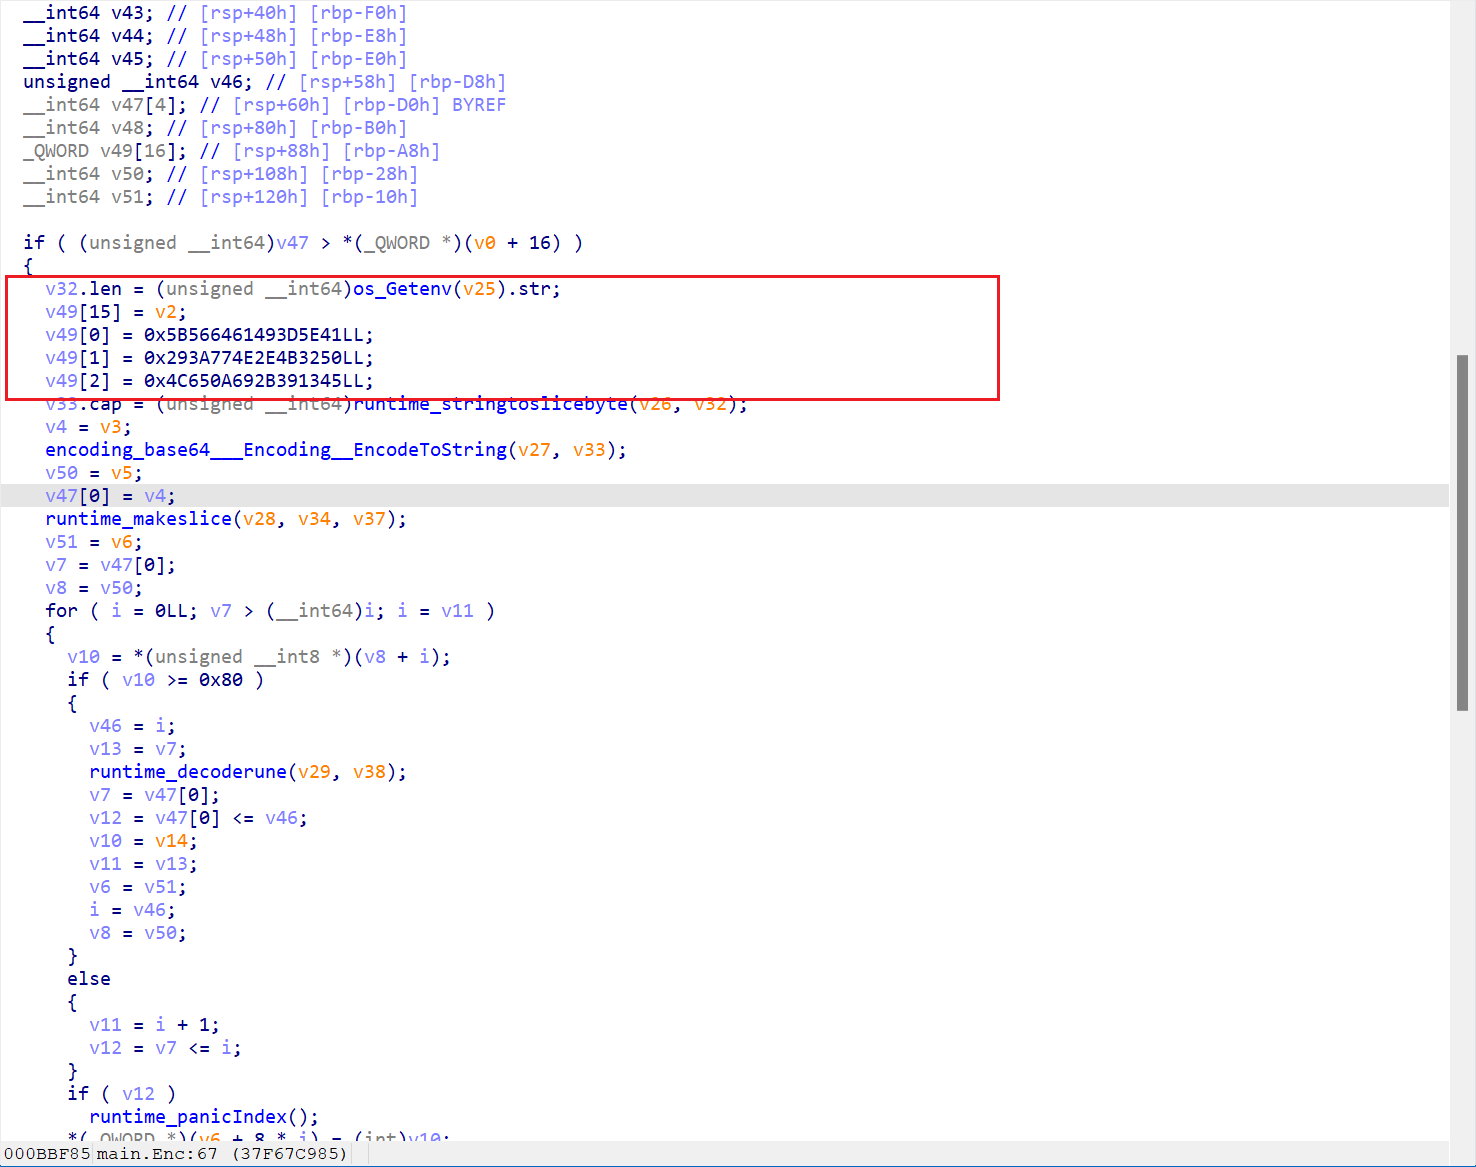 __int64 v43; // [rsp+40h] [rbp-F0h]
__int64 v44; // [rsp+48h] [rbp-E8h]
__int64 v45; // [rsp+50h] [rbp-E0h]
unsigned __int64 v46; // [rsp+58h] [rbp-D8h]
__int64 v47[4]; // [rsp+60h] [rbp-D0h] BYREF
__int64 v48; // [rsp+80h] [rbp-B0h]
_QWORD v49[16]; // [rsp+88h] [rbp-A8h]
__int64 v50; // [rsp+108h] [rbp-28h]
__int64 v51; // [rsp+120h] [rbp-10h]
if ( (unsigned __int64)v47 > *(_QWORD *)(v0 + 16) )
{
v32.len = (unsigned __int64)os_Getenv(v25).str;
v49[15] = v2;
v49[0] = 0x5B566461493D5E41LL;
v49[1] = 0x293A774E2E4B3250LL;
v49[2] = 0x4C650A692B391345LL;
v33.cap = (unsigned __int64)runtime_stringtoslicebyte(v26, v32);
v4 = v3;
encoding_base64___Encoding__EncodeToString(v27, v33);
v50 = v5;
v47[0] = v4;
runtime_makeslice(v28, v34, v37);
v51 = v6;
v7 = v47[0];
v8 = v50;
for ( i = 0LL; v7 > (__int64)i; i = v11 )
{
v10 = *(unsigned __int8 *)(v8 + i);
if ( v10 >= 0x80 )
{
v46 = i;
v13 = v7;
runtime_decoderune(v29, v38);
v7 = v47[0];
v12 = v47[0] <= v46;
v10 = v14;
v11 = v13;
v6 = v51;
i = v46;
v8 = v50;
}
else
{
v11 = i + 1;
v12 = v7 <= i;
}
if ( v12 )
runtime_panicIndex();
*(_QWORD *)(v6 + 8 * i) = (int)v10;
000BBF85 main.Enc:67 (37F67C985)